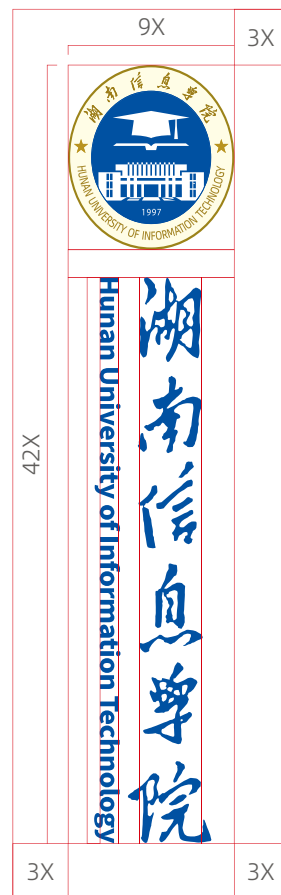 9X
3X
42X
湖南信息学院
HUNAN UNIVERSITY OF INFORMATION TECHNOLOGY
1997
湖南信息学院
Hunan University of Information Technology
3X
3X